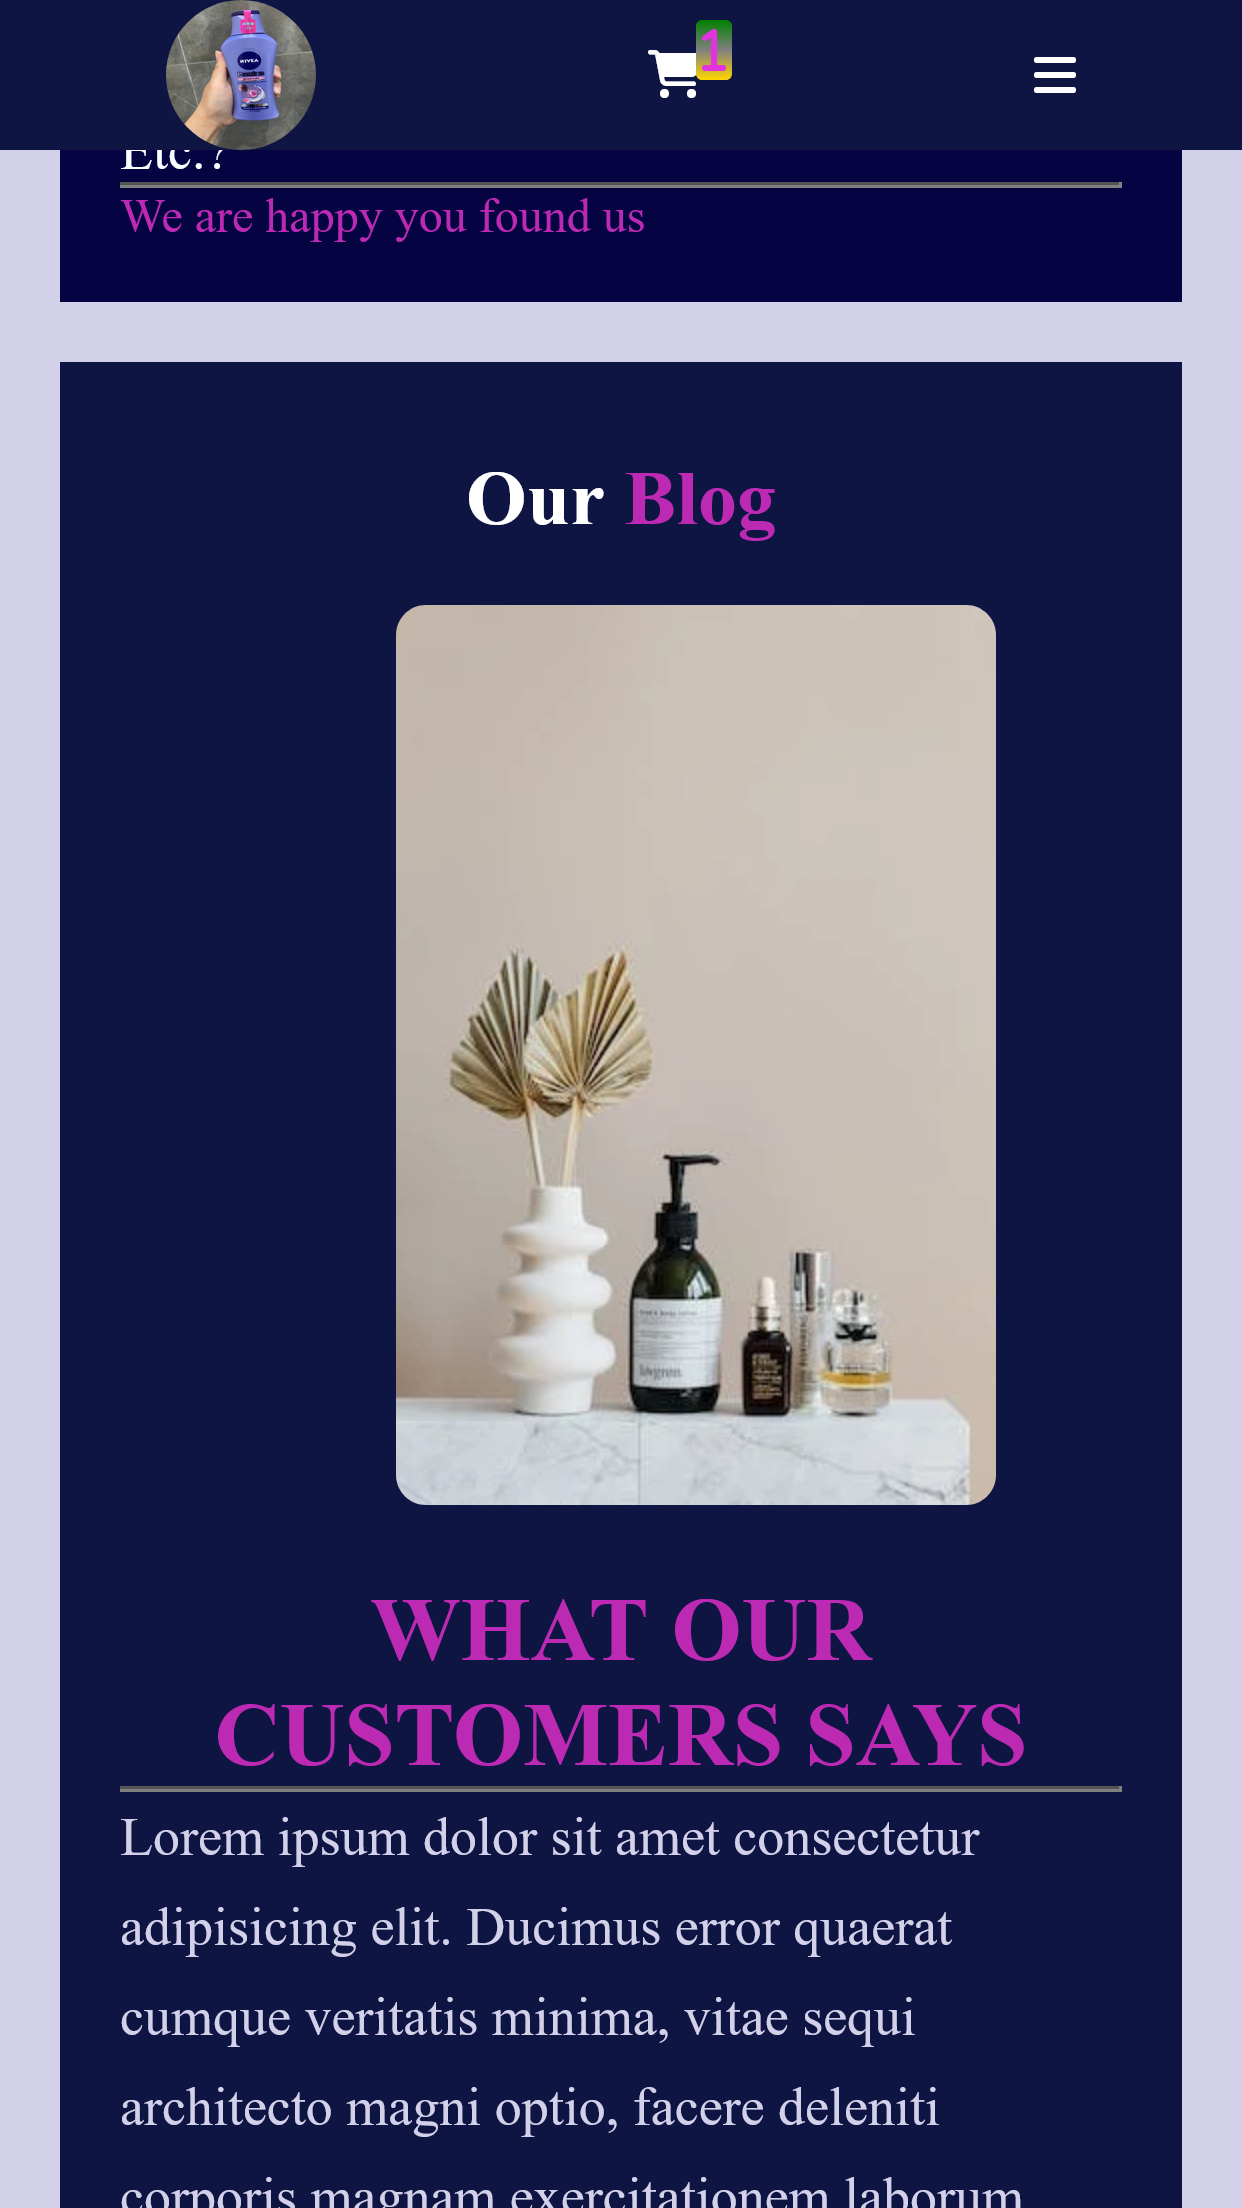 NIVEA
1
Etc.?
We are happy you found us
Our Blog
WHAT OUR
CUSTOMERS SAYS
Lorem ipsum dolor sit amet consectetur
adipisicing elit. Ducimus error quaerat
cumque veritatis minima, vitae sequi
architecto magni optio, facere deleniti
corporis magnam exercitationem laborum